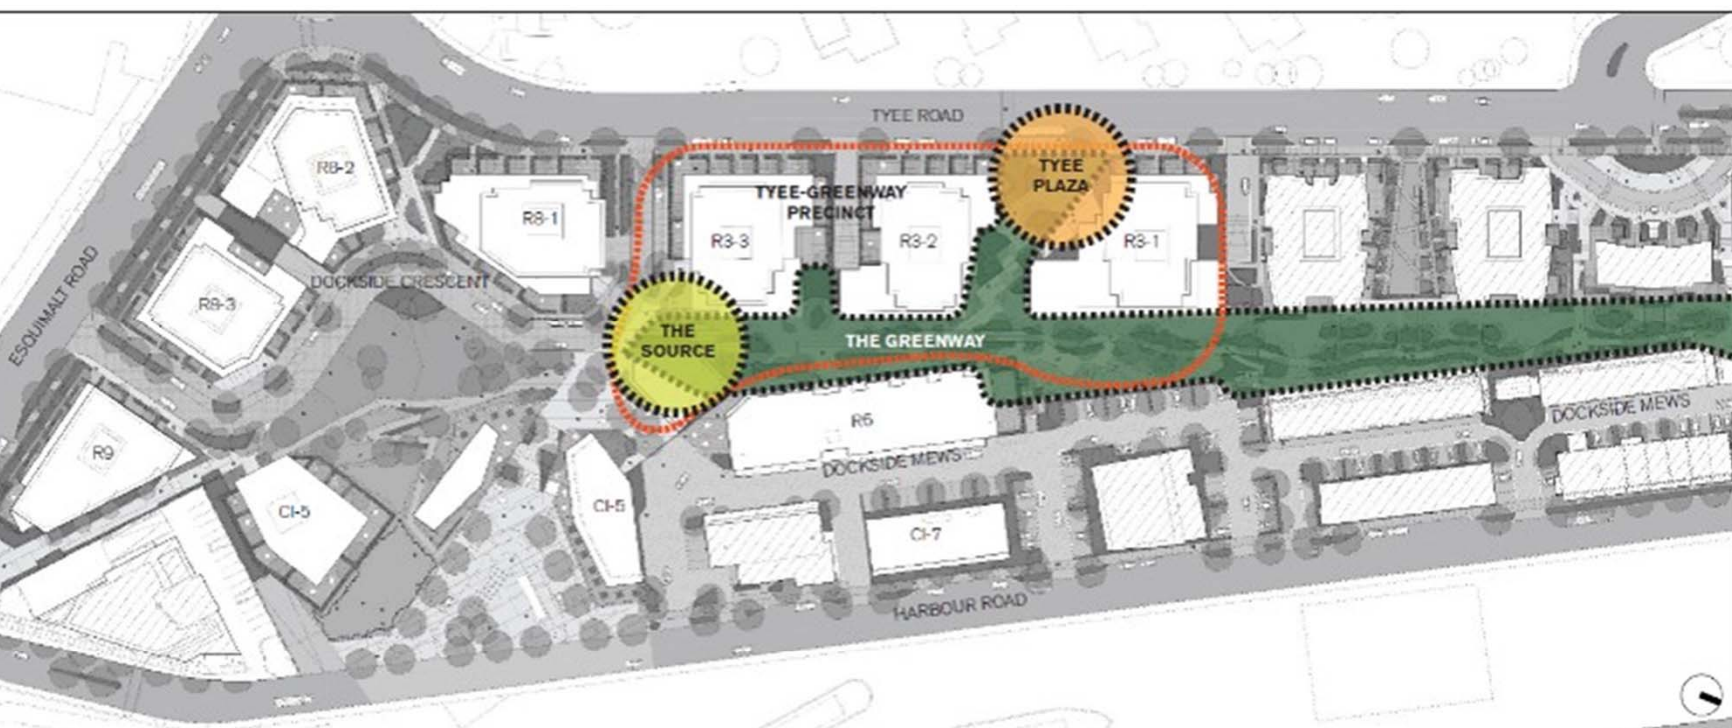 TYEE ROAD
TYEE
PLAZA
R8-2
TYEE-GREENWAY
PRECINCT
R8-1
R3-3
R3-2
R3-1
DOCKSIDE CRESCENT
R8-3
ESQUIMALT ROAD
THE
SOURCE
THE GREENWAY
DOCKSIDE MEWS
R6
R9
DOCKSIDE MEWS
CI-5
CI-5
CI-7
HARBOUR ROAD